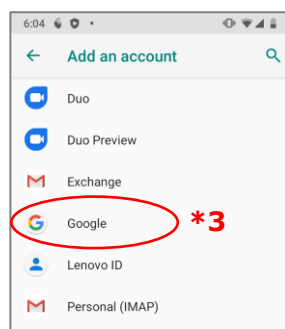 6:04
Add an account
Duo
Duo Preview
Exchange
Google *3
Lenovo ID
Personal (IMAP)